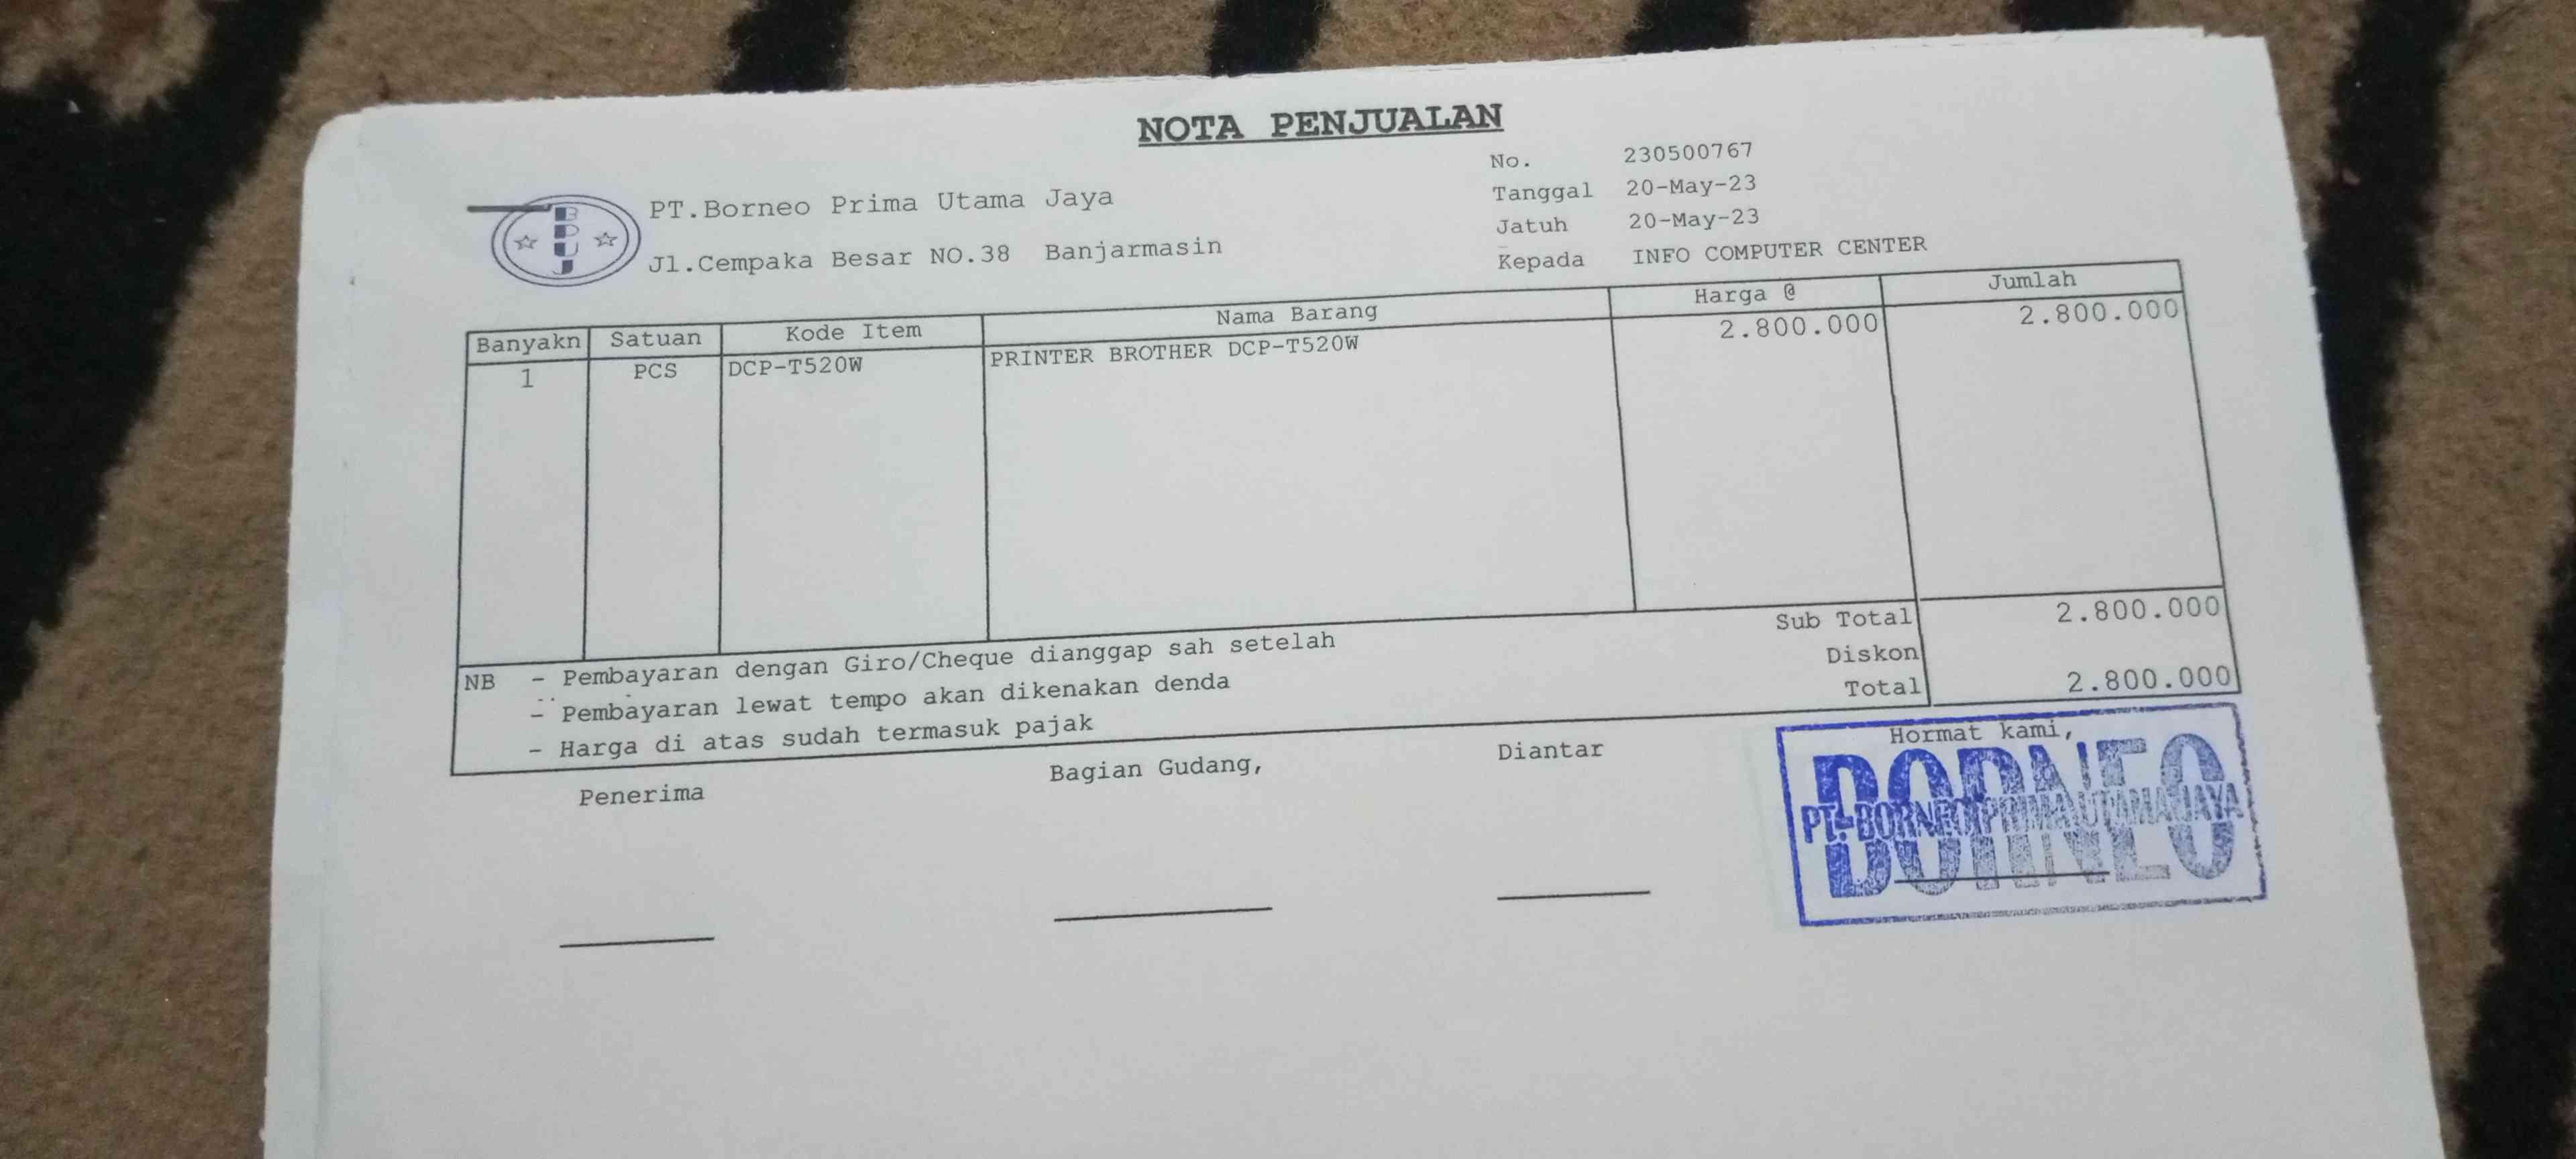 NOTA PENJUALAN
No. 230500767
Tanggal 20-May-23
Jatuh 20-May-23
Kepada INFO COMPUTER CENTER
BPUJ
PT.Borneo Prima Utama Jaya
Jl.Cempaka Besar NO.38 Banjarmasin
Banyakn Satuan Kode Item Nama Barang Harga @ Jumlah
1 PCS DCP-T520W PRINTER BROTHER DCP-T520W 2.800.000 2.800.000
Sub Total 2.800.000
Diskon
Total 2.800.000
NB - Pembayaran dengan Giro/Cheque dianggap sah setelah
- Pembayaran lewat tempo akan dikenakan denda
- Harga di atas sudah termasuk pajak
Penerima Bagian Gudang, Diantar Hormat kami,
BORNEO
PT. BORNEO PRIMA UTAMA JAYA